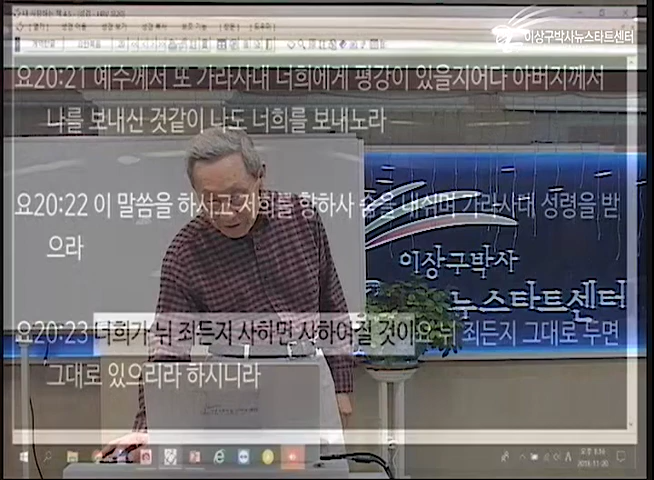 이상구박사뉴스타트센터
요20:21 예수께서 또 가라사대 너희에게 평강이 있을지어다 아버지께서
나를 보내신 것같이 나도 너희를 보내노라
요20:22 이 말씀을 하시고 저희를 향하사 숨을 내쉬며 가라사대 성령을 받
으라
이상구박사
뉴스타트센터
요20:23 너희가 뉘 죄든지 사하면 사하여질 것이요 뉘 죄든지 그대로 두면
그대로 있으리라 하시니라